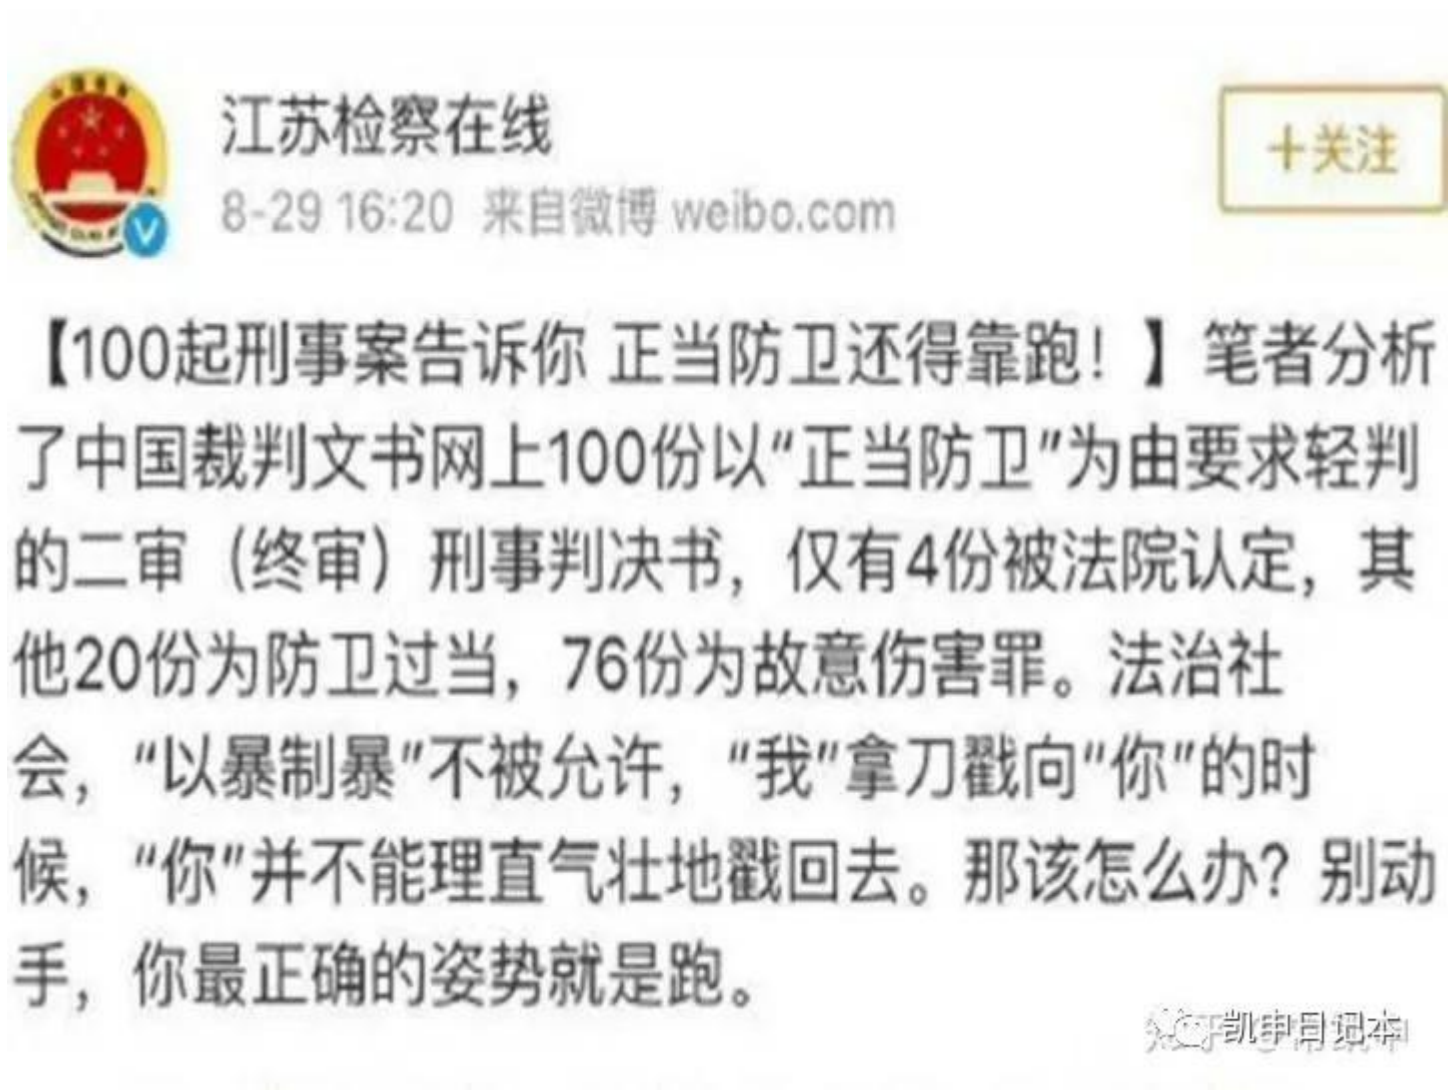 江苏检察在线
+关注
8-29 16:20 来自微博 weibo.com
【100起刑事案告诉你 正当防卫还得靠跑！】笔者分析
了中国裁判文书网上100份以“正当防卫”为由要求轻判
的二审（终审）刑事判决书，仅有4份被法院认定，其
他20份为防卫过当，76份为故意伤害罪。法治社
会，“以暴制暴”不被允许，“我”拿刀戳向“你”的时
候，“你”并不能理直气壮地戳回去。那该怎么办？别动
手，你最正确的姿势就是跑。
凯申日记本